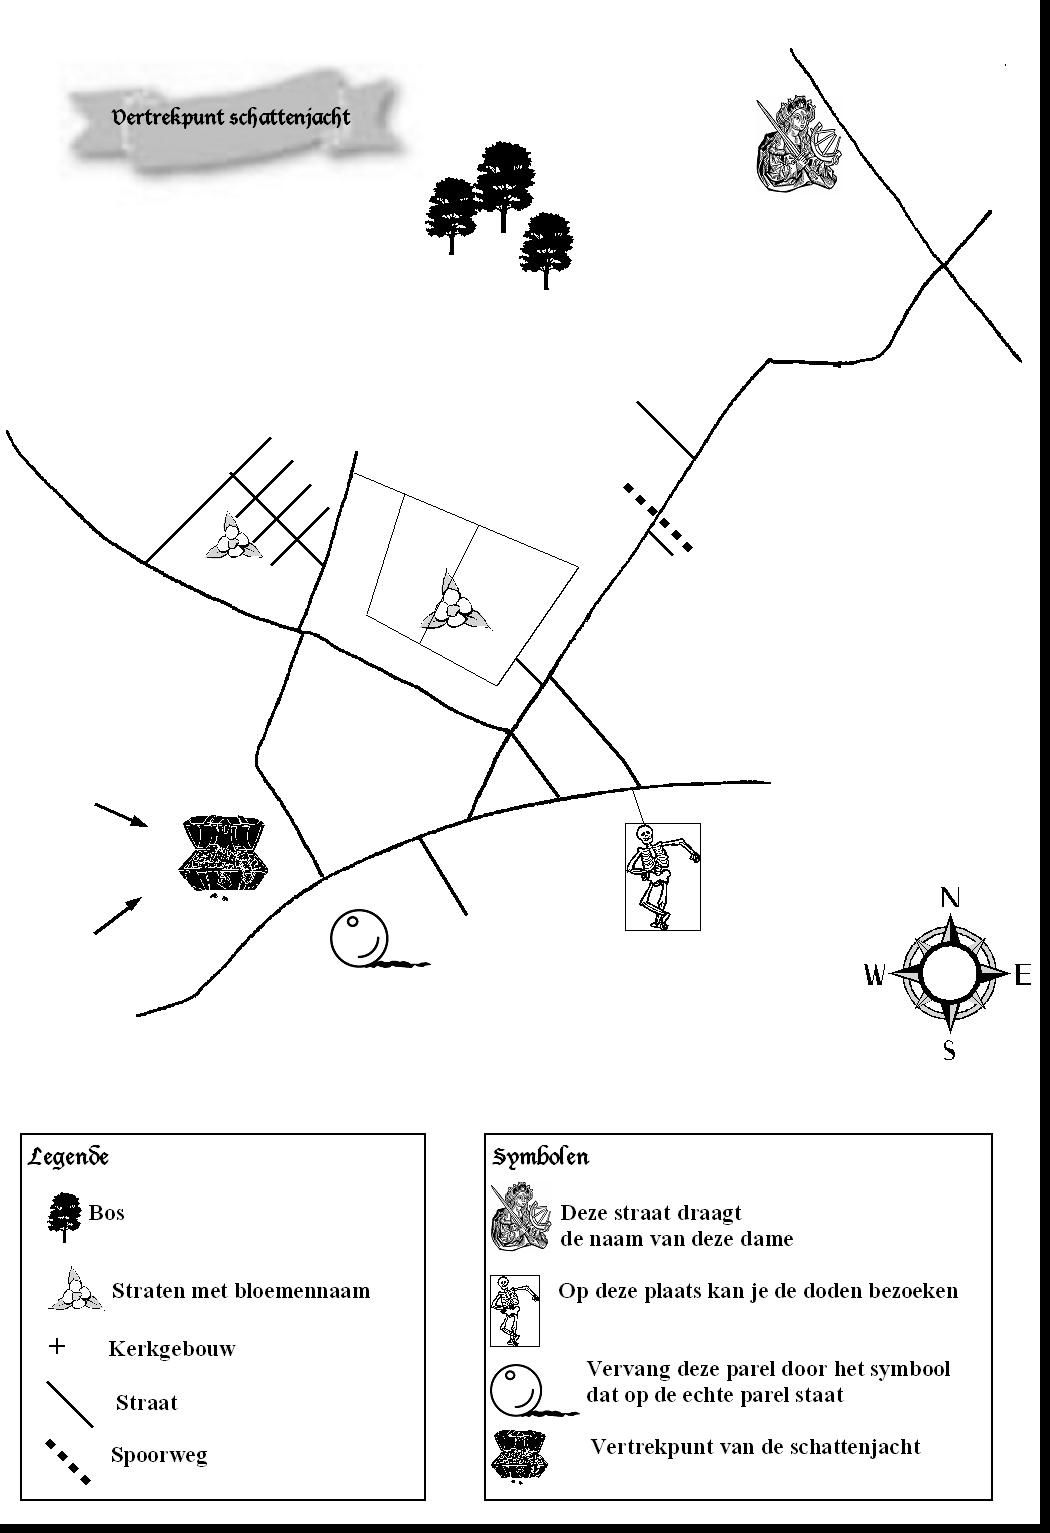 Vertrekpunt schattenjacht
N
W
E
S
Legende
Bos
Straten met bloemennaam
Kerkgebouw
Straat
Spoorweg
Symbolen
Deze straat draagt
de naam van deze dame
Op deze plaats kan je de doden bezoeken
Vervang deze parel door het symbool
dat op de echte parel staat
Vertrekpunt van de schattenjacht